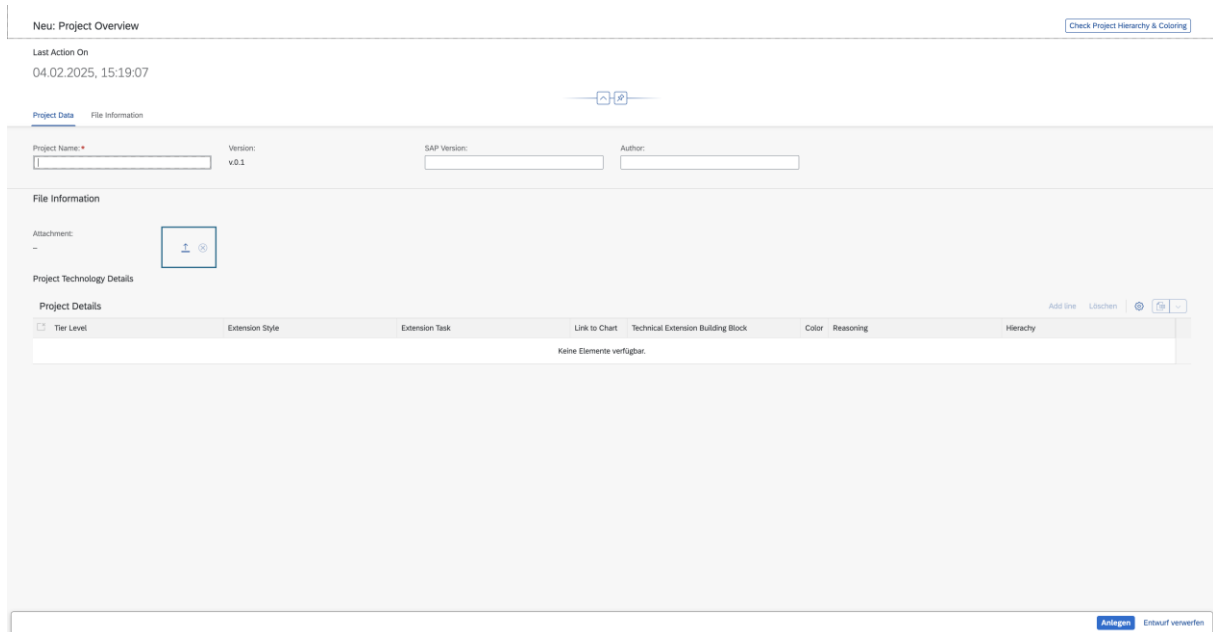 Neu: Project Overview
Check Project Hierarchy & Coloring
Last Action On
04.02.2025, 15:19:07
Project Data File Information
Project Name:* Version: SAP Version: Author:
v.0.1
File Information
Attachment:
–
Project Technology Details
Project Details Add line Löschen
Tier Level Extension Style Extension Task Link to Chart Technical Extension Building Block Color Reasoning Hierachy
Keine Elemente verfügbar.
Anlegen Entwurf verwerfen